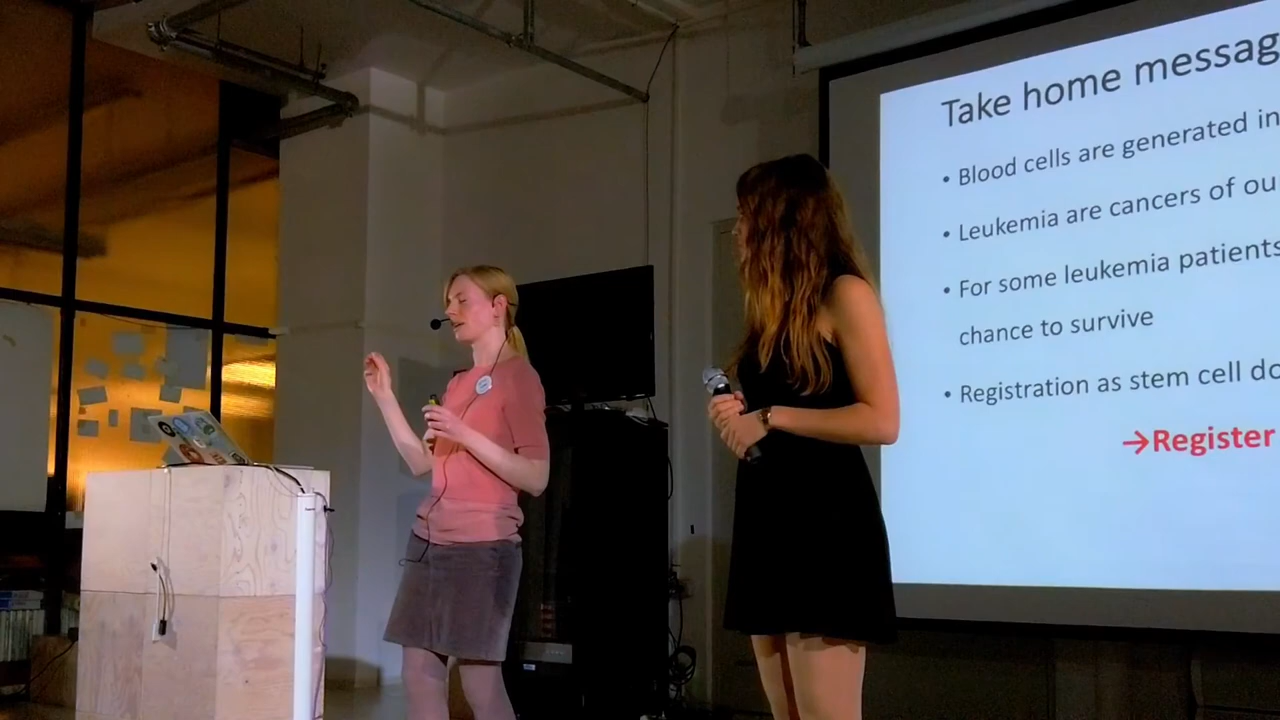 Take home messag
• Blood cells are generated in
• Leukemia are cancers of ou
• For some leukemia patients
chance to survive
• Registration as stem cell do
→Register